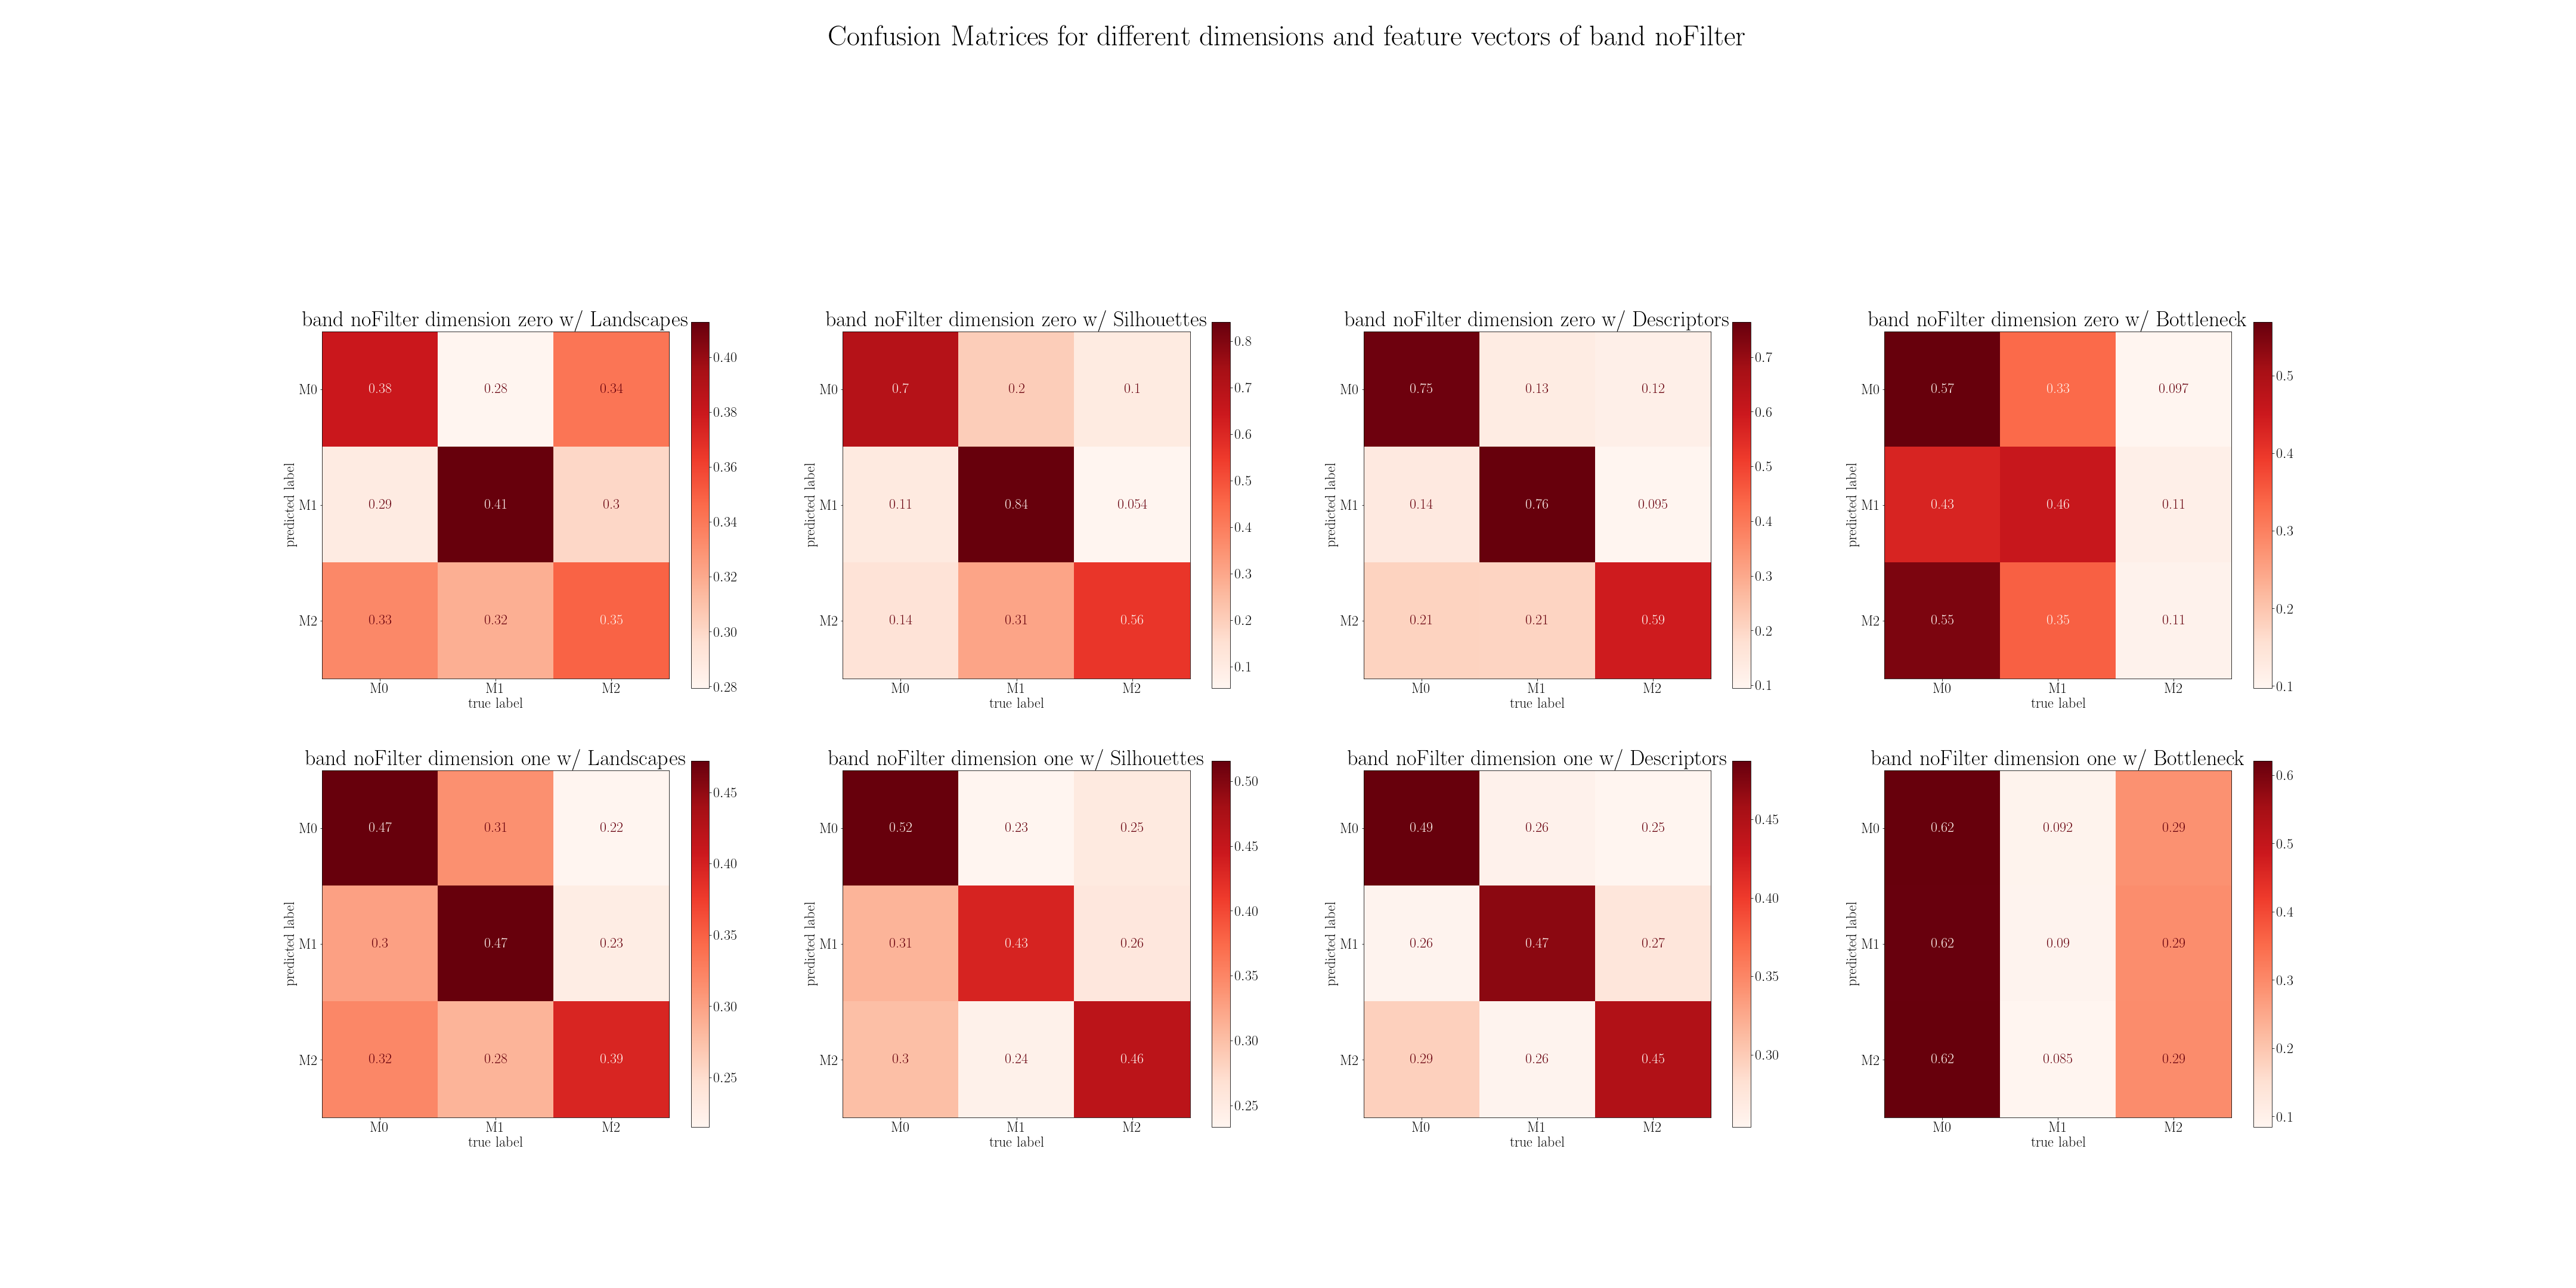 Confusion Matrices for different dimensions and feature vectors of band noFilter
band noFilter dimension zero w/ Landscapes
predicted label
M0 0.38 0.28 0.34
M1 0.29 0.41 0.3
M2 0.33 0.32 0.35
M0 M1 M2
true label
0.40
0.38
0.36
0.34
0.32
0.30
0.28
band noFilter dimension zero w/ Silhouettes
predicted label
M0 0.7 0.2 0.1
M1 0.11 0.84 0.054
M2 0.14 0.31 0.56
M0 M1 M2
true label
0.8
0.7
0.6
0.5
0.4
0.3
0.2
0.1
band noFilter dimension zero w/ Descriptors
predicted label
M0 0.75 0.13 0.12
M1 0.14 0.76 0.095
M2 0.21 0.21 0.59
M0 M1 M2
true label
0.7
0.6
0.5
0.4
0.3
0.2
0.1
band noFilter dimension zero w/ Bottleneck
predicted label
M0 0.57 0.33 0.097
M1 0.43 0.46 0.11
M2 0.55 0.35 0.11
M0 M1 M2
true label
0.5
0.4
0.3
0.2
0.1
band noFilter dimension one w/ Landscapes
predicted label
M0 0.47 0.31 0.22
M1 0.3 0.47 0.23
M2 0.32 0.28 0.39
M0 M1 M2
true label
0.45
0.40
0.35
0.30
0.25
band noFilter dimension one w/ Silhouettes
predicted label
M0 0.52 0.23 0.25
M1 0.31 0.43 0.26
M2 0.3 0.24 0.46
M0 M1 M2
true label
0.50
0.45
0.40
0.35
0.30
0.25
band noFilter dimension one w/ Descriptors
predicted label
M0 0.49 0.26 0.25
M1 0.26 0.47 0.27
M2 0.29 0.26 0.45
M0 M1 M2
true label
0.45
0.40
0.35
0.30
band noFilter dimension one w/ Bottleneck
predicted label
M0 0.62 0.092 0.29
M1 0.62 0.09 0.29
M2 0.62 0.085 0.29
M0 M1 M2
true label
0.6
0.5
0.4
0.3
0.2
0.1